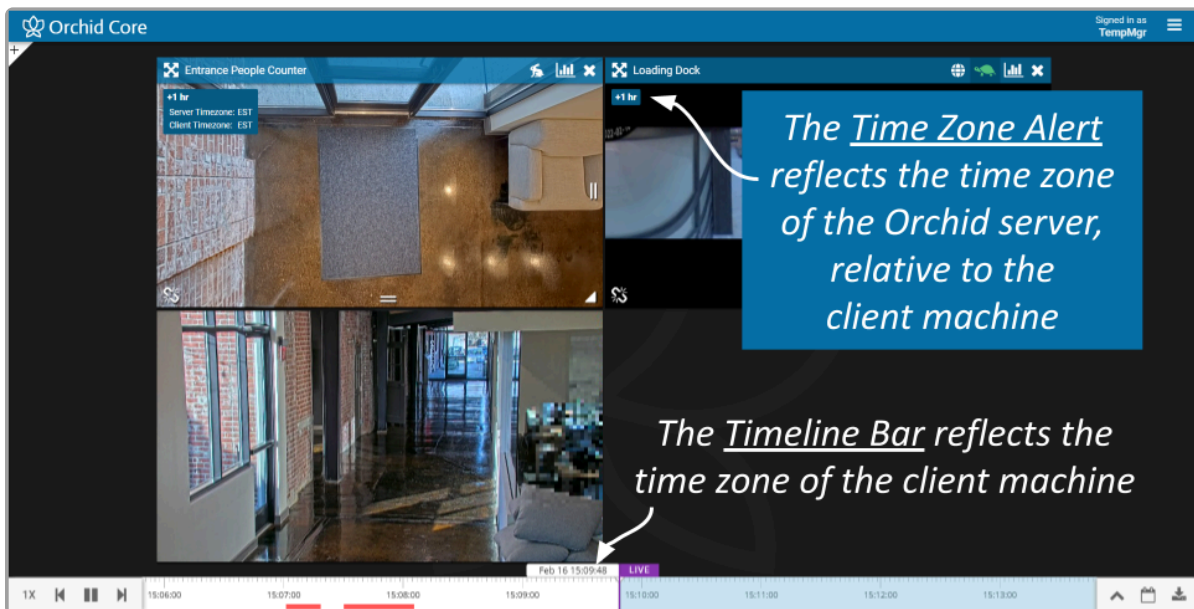 Orchid Core
Signed in as
TempMgr
+
Entrance People Counter
Loading Dock
+1 hr
Server Timezone: EST
Client Timezone: EST
+1 hr
The Time Zone Alert
reflects the time zone
of the Orchid server,
relative to the
client machine
The Timeline Bar reflects the
time zone of the client machine
Feb 16 15:09:48
LIVE
1X
15:06:00
15:07:00
15:08:00
15:09:00
15:10:00
15:11:00
15:12:00
15:13:00